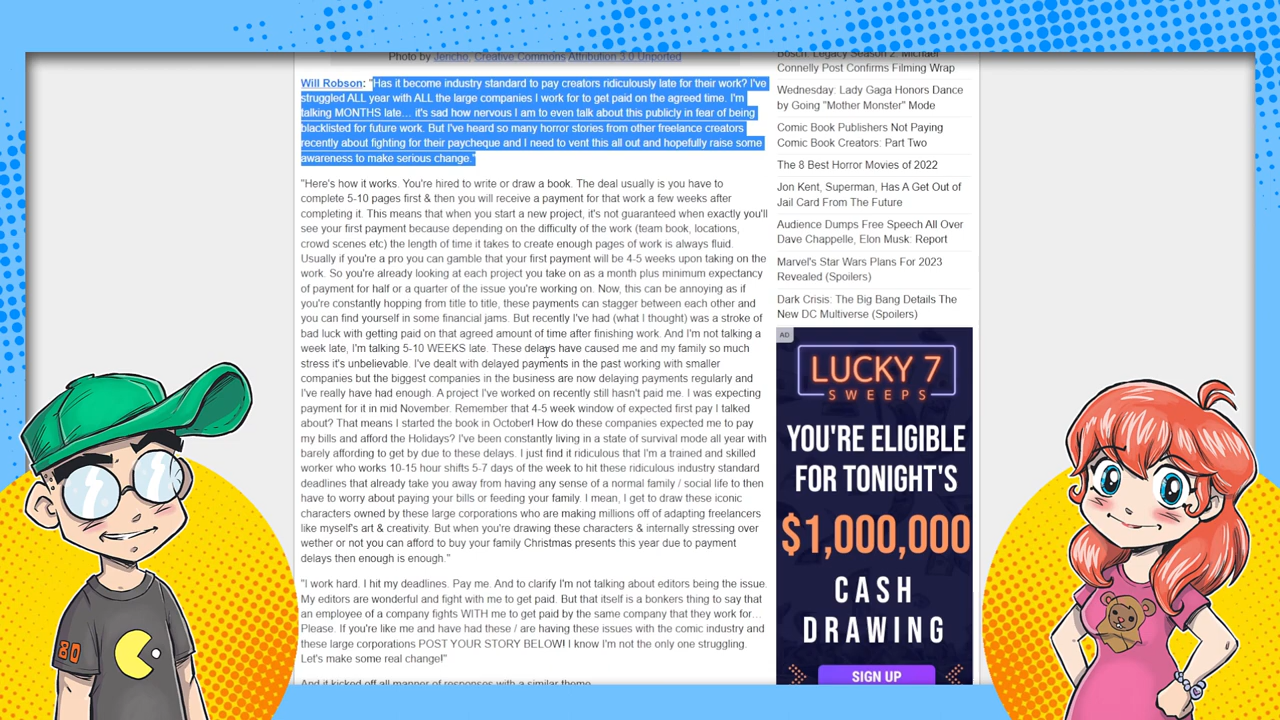 Photo by Jericho, Creative Commons Attribution 3.0 Unported
Will Robson: "Has it become industry standard to pay creators ridiculously late for their work? I've
struggled ALL year with ALL the large companies I work for to get paid on the agreed time. I'm
talking MONTHS late… it's sad how nervous I am to even talk about this publicly in fear of being
blacklisted for future work. But I've heard so many horror stories from other freelance creators
recently about fighting for their paycheque and I need to vent this all out and hopefully raise some
awareness to make serious change."
"Here's how it works. You're hired to write or draw a book. The deal usually is you have to
complete 5-10 pages first & then you will receive a payment for that work a few weeks after
completing it. This means that when you start a new project, it's not guaranteed when exactly you'll
see your first payment because depending on the difficulty of the work (team book, locations,
crowd scenes etc) the length of time it takes to create enough pages of work is always fluid.
Usually if you're a pro you can gamble that your first payment will be 4-5 weeks upon taking on the
work. So you're already looking at each project you take on as a month plus minimum expectancy
of payment for half or a quarter of the issue you're working on. Now, this can be annoying as if
you're constantly hopping from title to title, these payments can stagger between each other and
you can find yourself in some financial jams. But recently I've had (what I thought) was a stroke of
bad luck with getting paid on that agreed amount of time after finishing work. And I'm not talking a
week late, I'm talking 5-10 WEEKS late. These delays have caused me and my family so much
stress it's unbelievable. I've dealt with delayed payments in the past working with smaller
companies but the biggest companies in the business are now delaying payments regularly and
I've really have had enough. A project I've worked on recently still hasn't paid me. I was expecting
payment for it in mid November. Remember that 4-5 week window of expected first pay I talked
about? That means I started the book in October! How do these companies expected me to pay
my bills and afford the Holidays? I've been constantly living in a state of survival mode all year with
barely affording to get by due to these delays. I just find it ridiculous that I'm a trained and skilled
worker who works 10-15 hour shifts 5-7 days of the week to hit these ridiculous industry standard
deadlines that already take you away from having any sense of a normal family / social life to then
have to worry about paying your bills or feeding your family. I mean, I get to draw these iconic
characters owned by these large corporations who are making millions off of adapting freelancers
like myself's art & creativity. But when you're drawing these characters & internally stressing over
wether or not you can afford to buy your family Christmas presents this year due to payment
delays then enough is enough."
"I work hard. I hit my deadlines. Pay me. And to clarify I'm not talking about editors being the issue.
My editors are wonderful and fight with me to get paid. But that itself is a bonkers thing to say that
an employee of a company fights WITH me to get paid by the same company that they work for…
Please. If you're like me and have had these / are having these issues with the comic industry and
these large corporations POST YOUR STORY BELOW! I know I'm not the only one struggling.
Let's make some real change!"
And it kicked off all manner of responses with a similar theme
Bosch: Legacy Season 2: Michael
Connelly Post Confirms Filming Wrap
Wednesday: Lady Gaga Honors Dance
by Going "Mother Monster" Mode
Comic Book Publishers Not Paying
Comic Book Creators: Part Two
The 8 Best Horror Movies of 2022
Jon Kent, Superman, Has A Get Out of
Jail Card From The Future
Audience Dumps Free Speech All Over
Dave Chappelle, Elon Musk: Report
Marvel's Star Wars Plans For 2023
Revealed (Spoilers)
Dark Crisis: The Big Bang Details The
New DC Multiverse (Spoilers)
AD
LUCKY 7
SWEEPS
YOU'RE ELIGIBLE
FOR TONIGHT'S
$1,000,000
CASH
DRAWING
SIGN UP
80